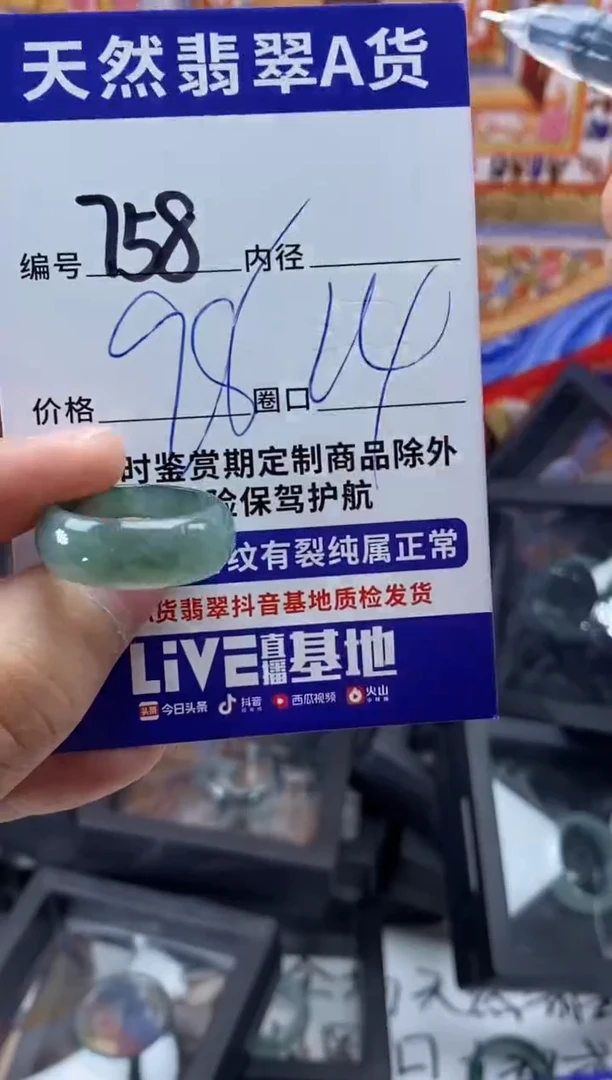 天然翡翠A货
编号 758 内径
价格 98 圈口 14
时鉴赏期定制商品除外
险保驾护航
纹有裂纯属正常
货翡翠抖音基地质检发货
LiVE直播基地
头条 今日头条 抖音 西瓜视频 火山